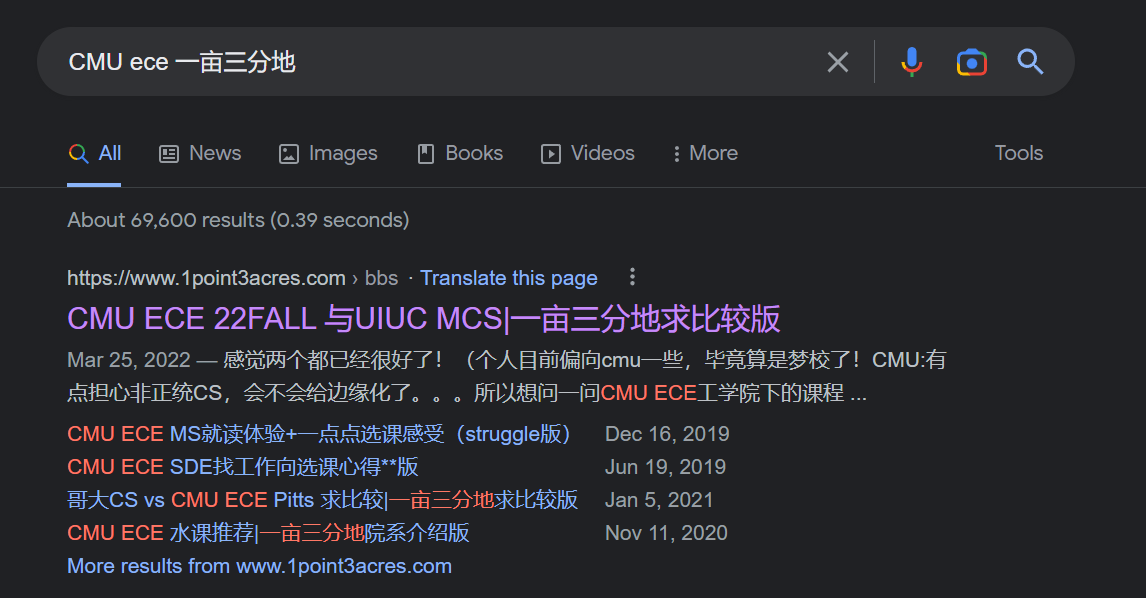 CMU ece 一亩三分地
All News Images Books Videos More Tools
About 69,600 results (0.39 seconds)
https://www.1point3acres.com › bbs · Translate this page
CMU ECE 22FALL 与UIUC MCS|一亩三分地求比较版
Mar 25, 2022 — 感觉两个都已经很好了！（个人目前偏向cmu一些，毕竟算是梦校了！CMU:有
点担心非正统CS，会不会给边缘化了。。。所以想问一问CMU ECE工学院下的课程 ...
CMU ECE MS就读体验+一点点选课感受（struggle版） Dec 16, 2019
CMU ECE SDE找工作向选课心得**版 Jun 19, 2019
哥大CS vs CMU ECE Pitts 求比较|一亩三分地求比较版 Jan 5, 2021
CMU ECE 水课推荐|一亩三分地院系介绍版 Nov 11, 2020
More results from www.1point3acres.com